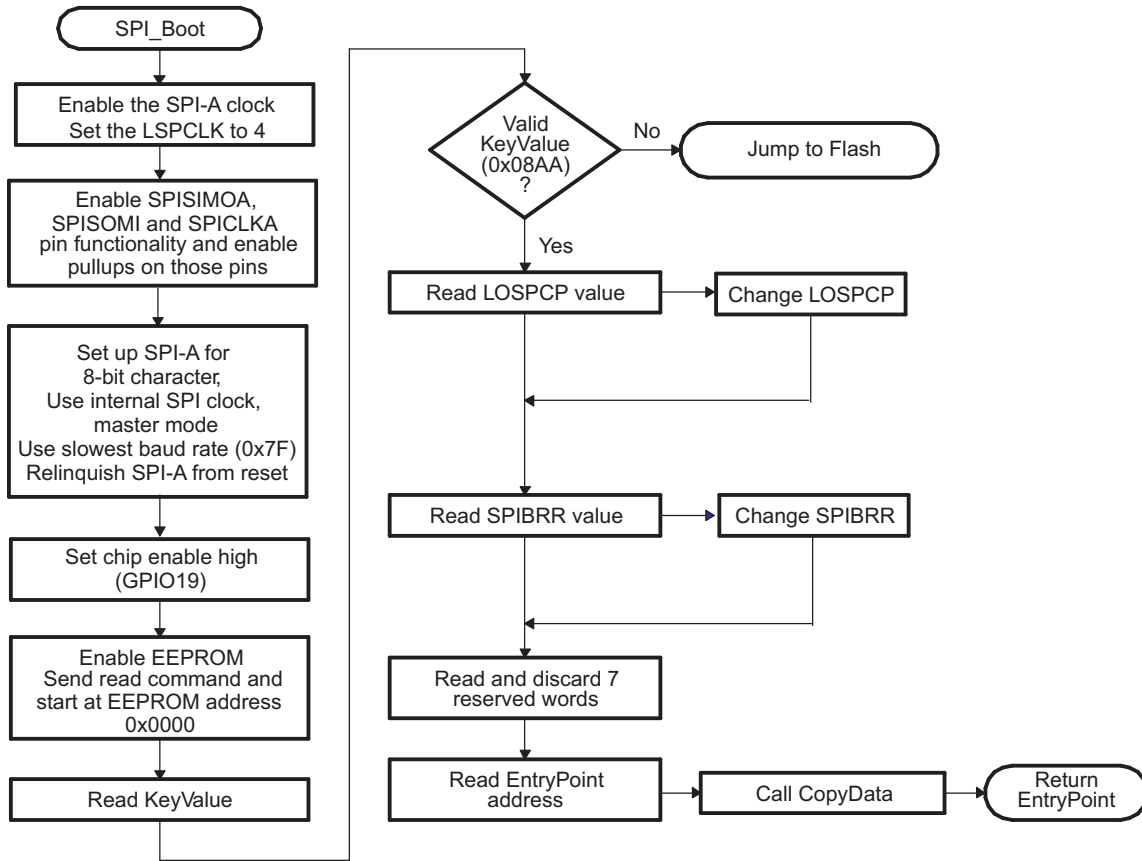 SPI_Boot
Enable the SPI-A clock
Set the LSPCLK to 4
Enable SPISIMOA,
SPISOMI and SPICLKA
pin functionality and enable
pullups on those pins
Set up SPI-A for
8-bit character,
Use internal SPI clock,
master mode
Use slowest baud rate (0x7F)
Relinquish SPI-A from reset
Set chip enable high
(GPIO19)
Enable EEPROM
Send read command and
start at EEPROM address
0x0000
Read KeyValue
Valid
KeyValue
(0x08AA)
?
No
Jump to Flash
Yes
Read LOSPCP value
Change LOSPCP
Read SPIBRR value
Change SPIBRR
Read and discard 7
reserved words
Read EntryPoint
address
Call CopyData
Return
EntryPoint